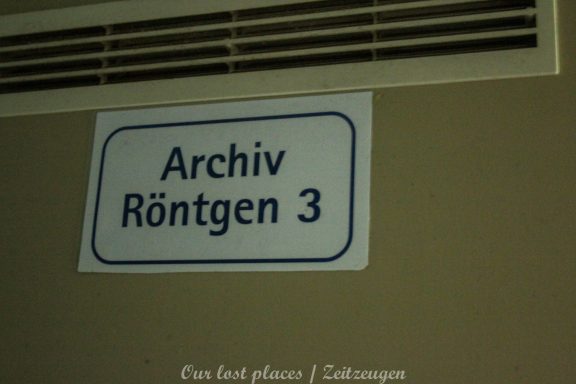 Archiv
Röntgen 3
Our lost places / Zeitzeugen